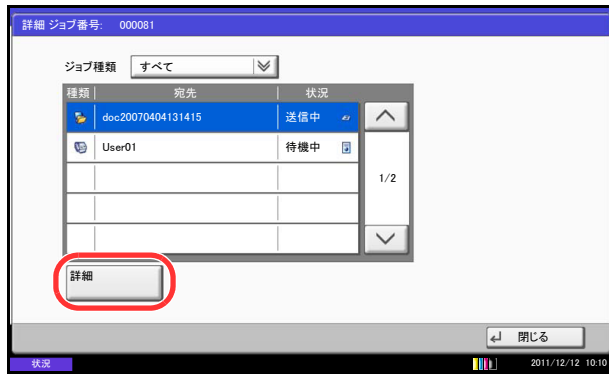 詳細 ジョブ番号: 000081
ジョブ種類 すべて
種類 宛先 状況
doc20070404131415 送信中
User01 待機中
1/2
詳細
閉じる
状況 2011/12/12 10:10